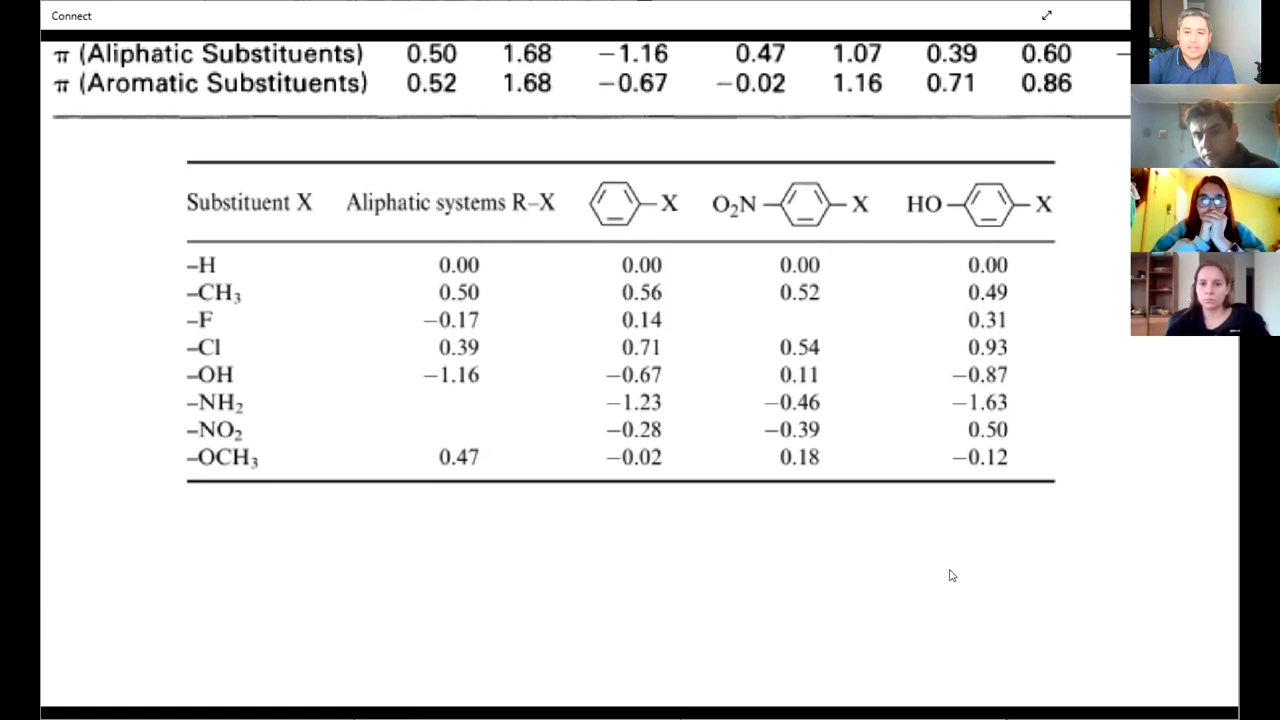 Connect
π (Aliphatic Substituents) 0.50 1.68 −1.16 0.47 1.07 0.39 0.60 −
π (Aromatic Substituents) 0.52 1.68 −0.67 −0.02 1.16 0.71 0.86
Substituent X Aliphatic systems R–X –X O₂N– –X HO– –X
–H 0.00 0.00 0.00 0.00
–CH₃ 0.50 0.56 0.52 0.49
–F −0.17 0.14 0.31
–Cl 0.39 0.71 0.54 0.93
–OH −1.16 −0.67 0.11 −0.87
–NH₂ −1.23 −0.46 −1.63
–NO₂ −0.28 −0.39 0.50
–OCH₃ 0.47 −0.02 0.18 −0.12